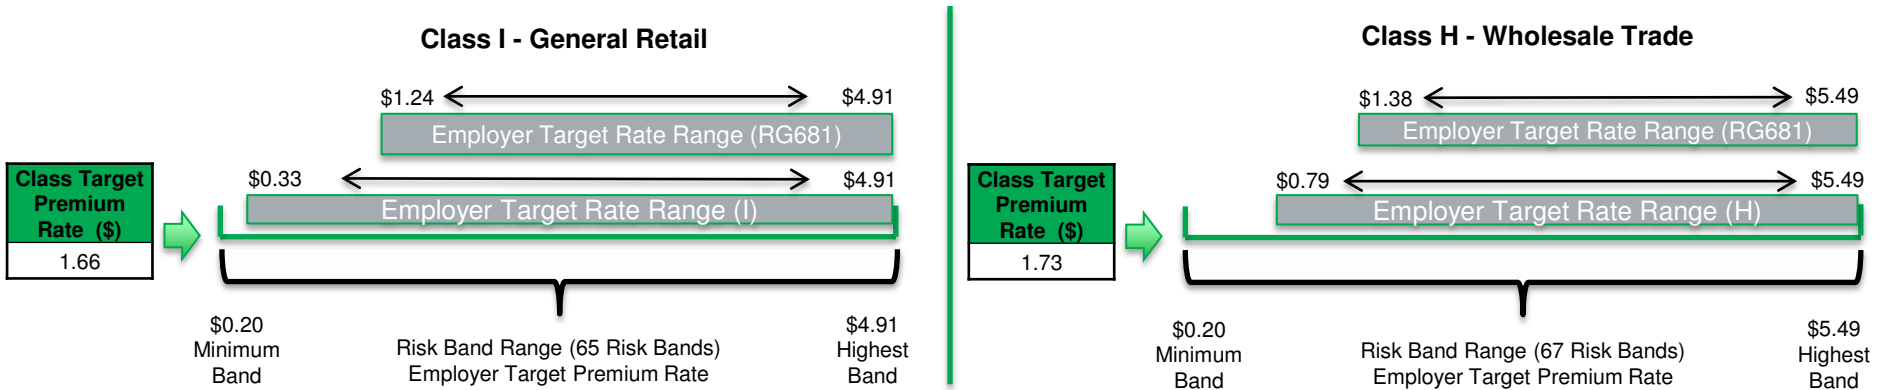 Class I - General Retail
$1.24
$4.91
Employer Target Rate Range (RG681)
$0.33
$4.91
Employer Target Rate Range (I)
Class Target
Premium
Rate ($)
1.66
$0.20
Minimum
Band
Risk Band Range (65 Risk Bands)
Employer Target Premium Rate
$4.91
Highest
Band
Class H - Wholesale Trade
$1.38
$5.49
Employer Target Rate Range (RG681)
$0.79
$5.49
Employer Target Rate Range (H)
Class Target
Premium
Rate ($)
1.73
$0.20
Minimum
Band
Risk Band Range (67 Risk Bands)
Employer Target Premium Rate
$5.49
Highest
Band